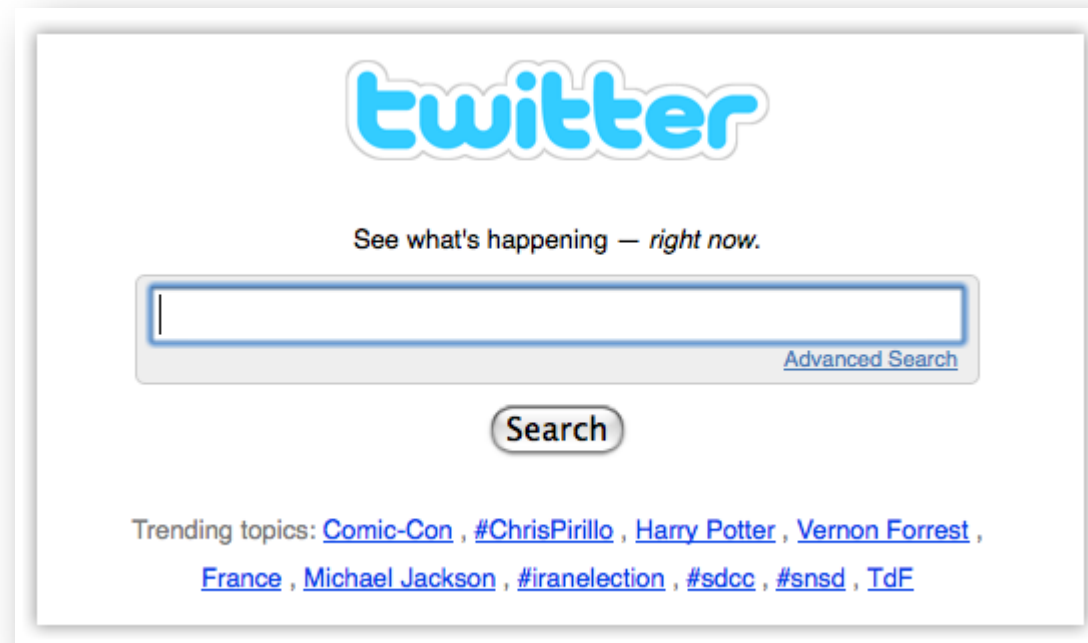 twitter
See what's happening — right now.
Advanced Search
Search
Trending topics: Comic-Con , #ChrisPirillo , Harry Potter , Vernon Forrest ,
France , Michael Jackson , #iranelection , #sdcc , #snsd , TdF